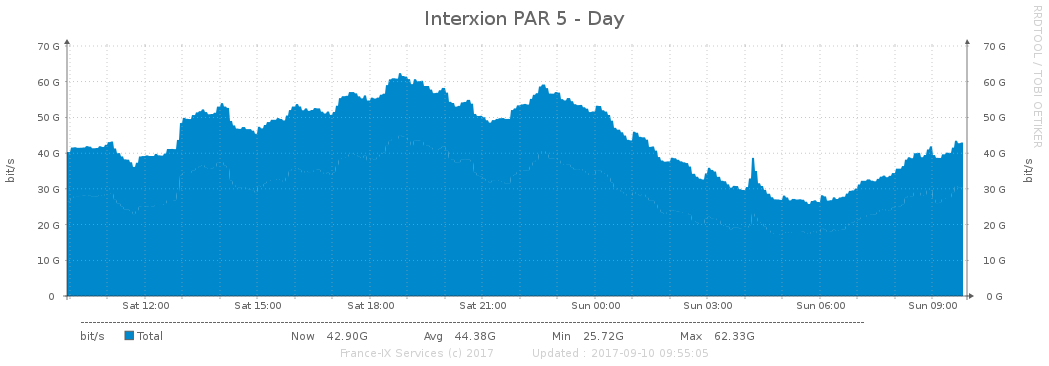 Interxion PAR 5 - Day
RRDTOOL / TOBI OETIKER
70 G 70 G
60 G 60 G
50 G 50 G
40 G 40 G
30 G 30 G
20 G 20 G
10 G 10 G
0 0 G
bit/s bit/s
Sat 12:00 Sat 15:00 Sat 18:00 Sat 21:00 Sun 00:00 Sun 03:00 Sun 06:00 Sun 09:00
bit/s Total Now 42.90G Avg 44.38G Min 25.72G Max 62.33G
France-IX Services (c) 2017 Updated : 2017-09-10 09:55:05